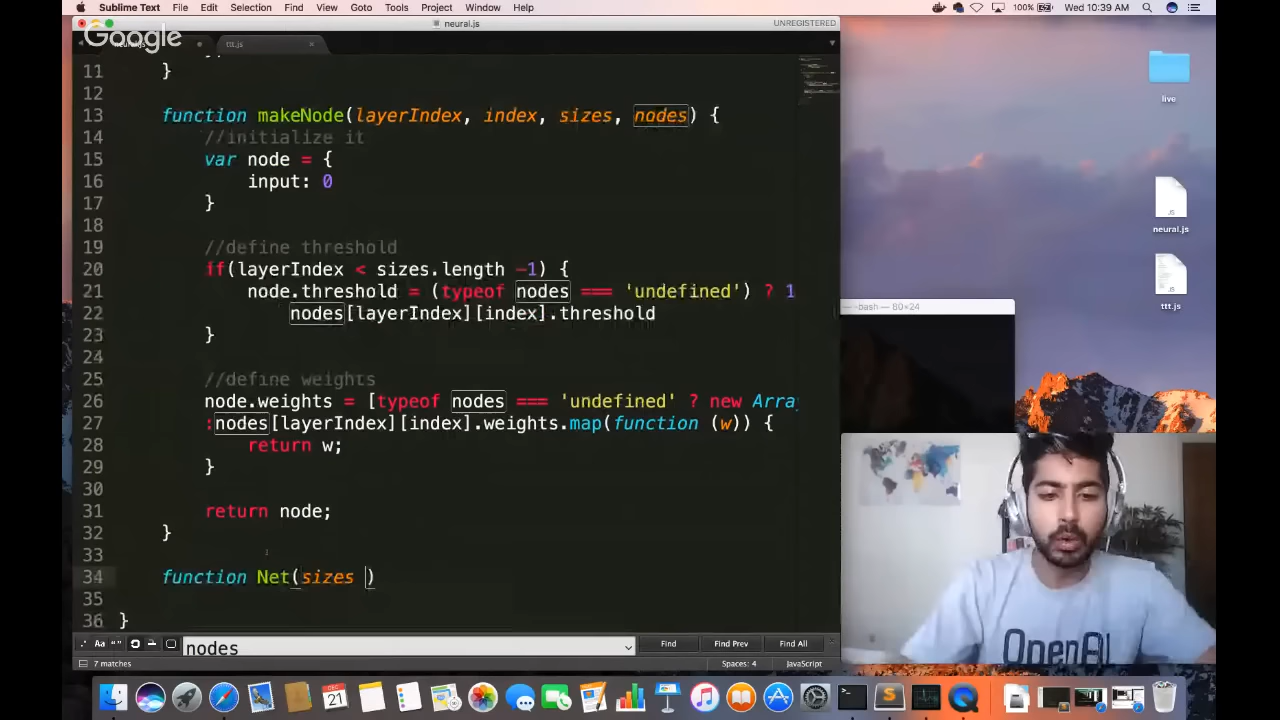 Sublime Text File Edit Selection Find View Goto Tools Project Window Help
100% Wed 10:39 AM
neural.js
UNREGISTERED
Google
ttt.js
11 }
12
13 function makeNode(layerIndex, index, sizes, nodes) {
14 //initialize it
15 var node = {
16 input: 0
17 }
18
19 //define threshold
20 if(layerIndex < sizes.length -1) {
21 node.threshold = (typeof nodes === 'undefined') ? 1
22 nodes[layerIndex][index].threshold
23 }
24
25 //define weights
26 node.weights = [typeof nodes === 'undefined' ? new Arra
27 :nodes[layerIndex][index].weights.map(function (w)) {
28 return w;
29 }
30
31 return node;
32 }
33
34 function Net(sizes )
35
36 }
nodes
Find Find Prev Find All
7 matches
Spaces: 4 JavaScript
live
JS
neural.js
JS
ttt.js
— -bash — 80×24
OpenAI